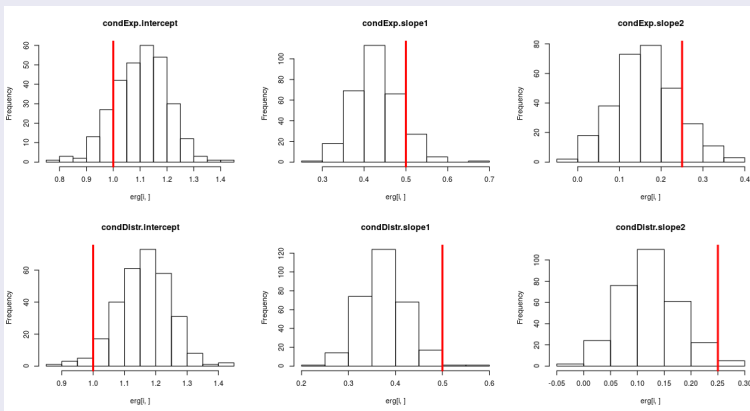 condExp.intercept
Frequency
0 10 20 30 40 50 60
0.8 0.9 1.0 1.1 1.2 1.3 1.4
erg[i, ]
condExp.slope1
Frequency
0 20 40 60 80 100
0.3 0.4 0.5 0.6 0.7
erg[i, ]
condExp.slope2
Frequency
0 20 40 60 80
0.0 0.1 0.2 0.3 0.4
erg[i, ]
condDistr.intercept
Frequency
0 20 40 60
0.9 1.0 1.1 1.2 1.3 1.4
erg[i, ]
condDistr.slope1
Frequency
0 20 40 60 80 100 120
0.2 0.3 0.4 0.5 0.6
erg[i, ]
condDistr.slope2
Frequency
0 20 40 60 80 100
-0.05 0.00 0.05 0.10 0.15 0.20 0.25 0.30
erg[i, ]